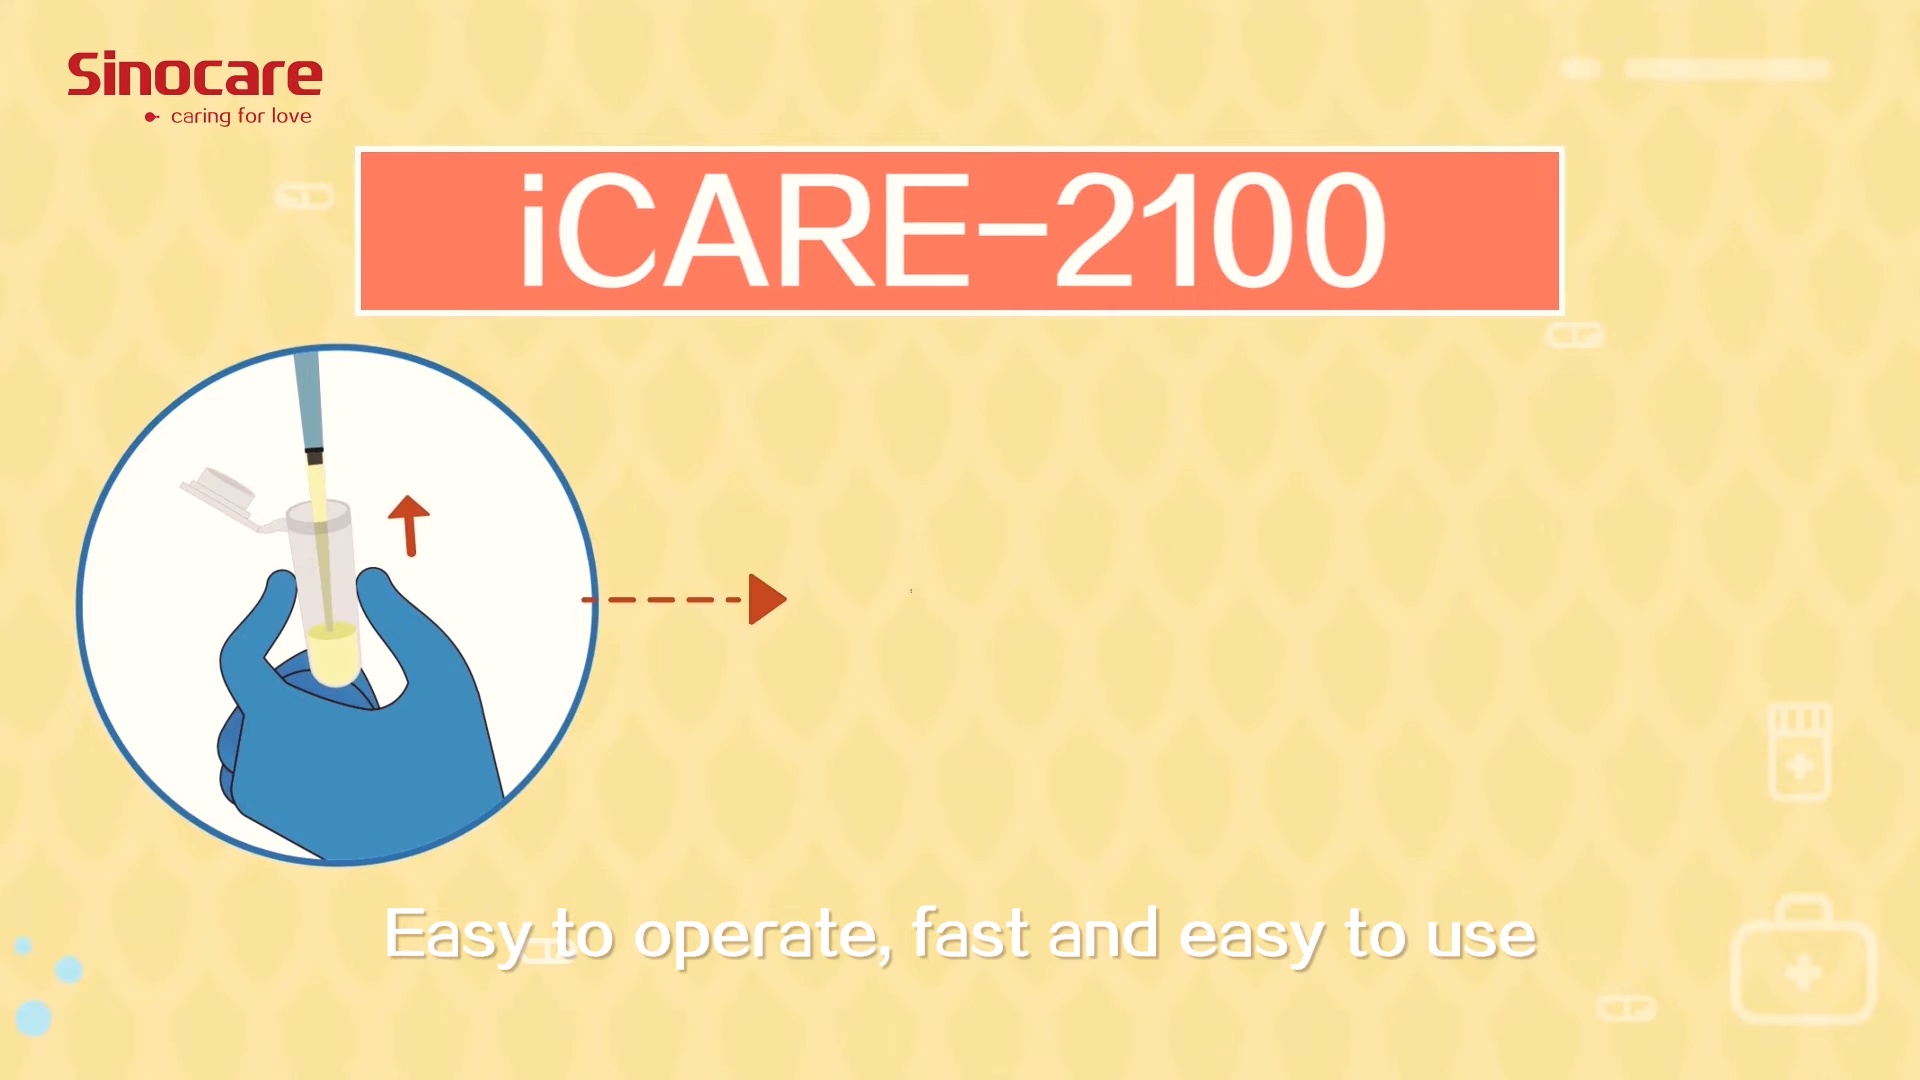 Sinocare
caring for love
iCARE-2100
Easy to operate, fast and easy to use